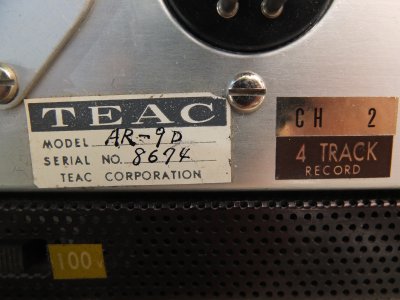 TEAC
MODEL AR-9D
SERIAL NO. 8674
TEAC CORPORATION
CH 2
4 TRACK
RECORD
100